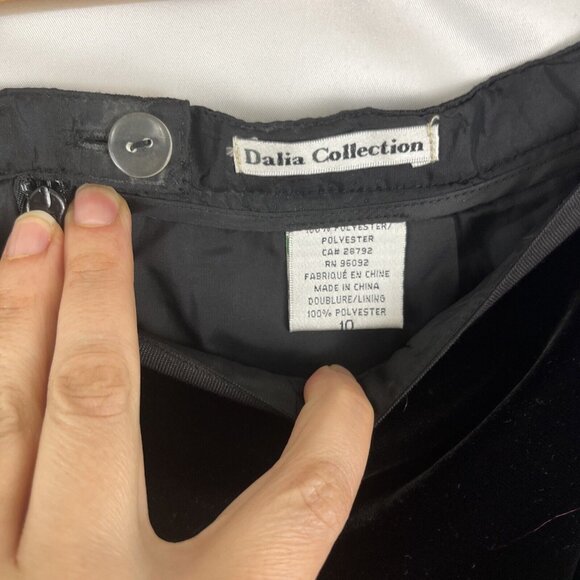 Dalia Collection
100% POLYESTER/
POLYESTER
CA# 28792
RN 96092
FABRIQUÉ EN CHINE
MADE IN CHINA
DOUBLURE/LINING
100% POLYESTER
10